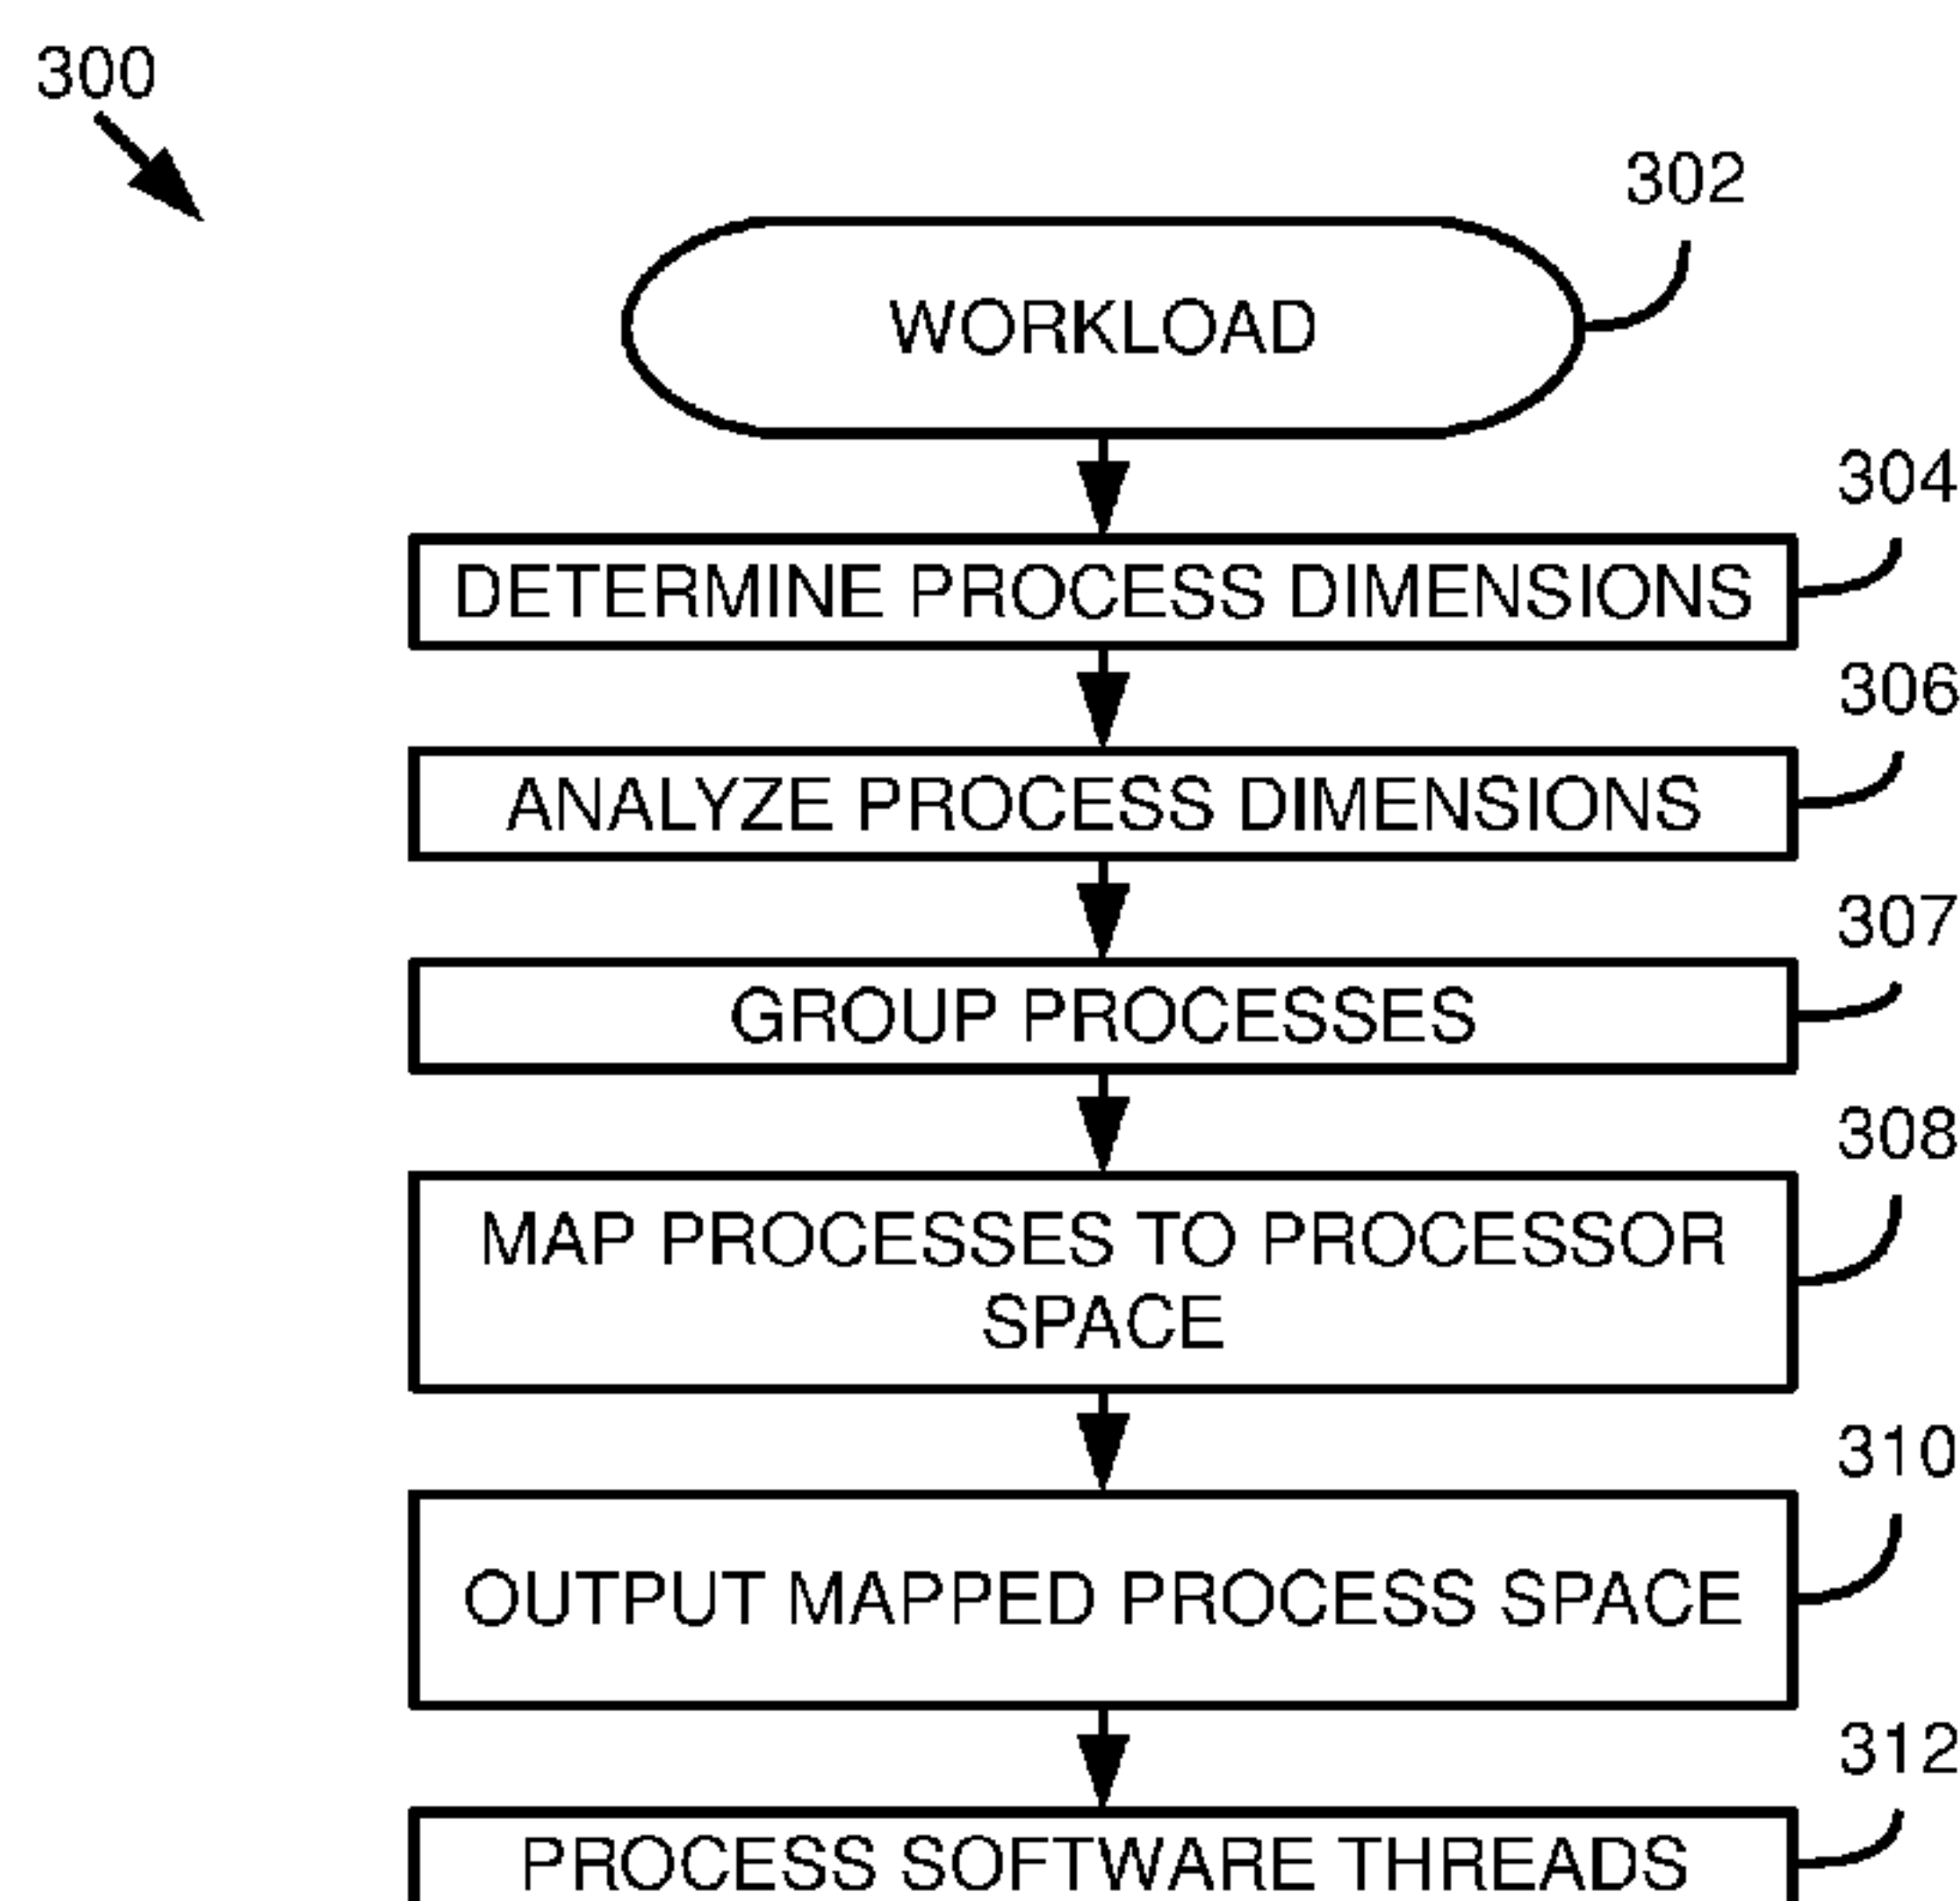 300
302
WORKLOAD
304
DETERMINE PROCESS DIMENSIONS
306
ANALYZE PROCESS DIMENSIONS
307
GROUP PROCESSES
308
MAP PROCESSES TO PROCESSOR
SPACE
310
OUTPUT MAPPED PROCESS SPACE
312
PROCESS SOFTWARE THREADS